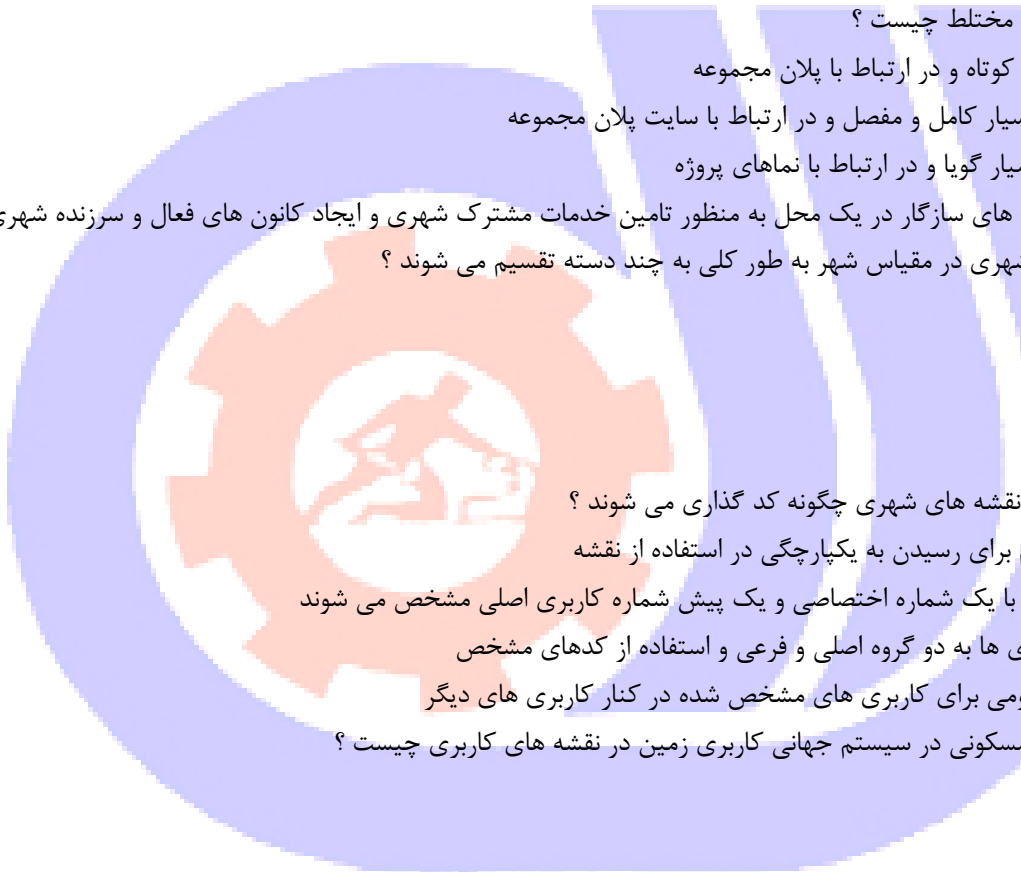 مختلط چیست ؟
کوتاه و در ارتباط با پلان مجموعه
کامل و مفصل و در ارتباط با سایت پلان مجموعه
گویا و در ارتباط با نماهای پروژه
های سازگار در یک محل به منظور تامین خدمات مشترک شهری و ایجاد کانون های فعال و سرزنده شهری
در مقیاس شهر به طور کلی به چند دسته تقسیم می شوند ؟
نقشه های شهری چگونه کد گذاری می شوند ؟
برای رسیدن به یکپارچگی در استفاده از نقشه
با یک شماره اختصاصی و یک پیش شماره کاربری اصلی مشخص می شوند
ها به دو گروه اصلی و فرعی و استفاده از کدهای مشخص
برای کاربری های مشخص شده در کنار کاربری های دیگر
در سیستم جهانی کاربری زمین در نقشه های کاربری چیست ؟